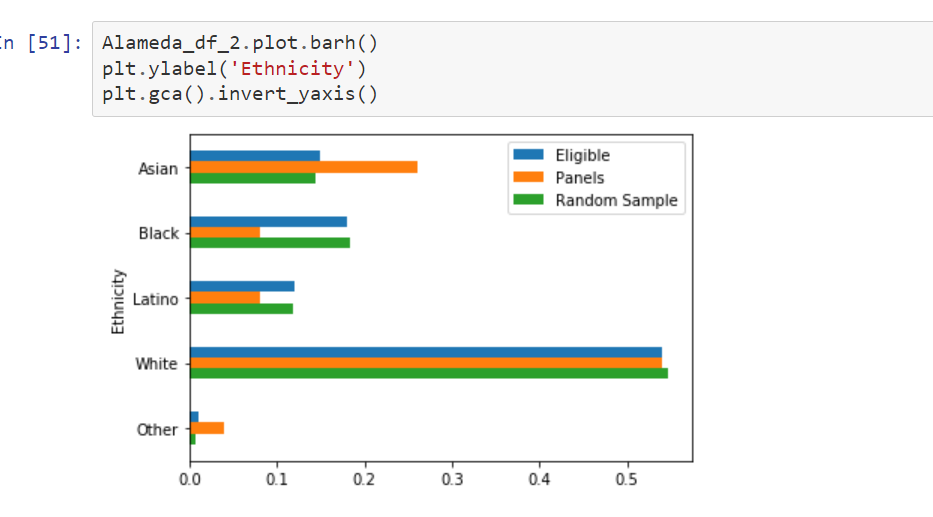 In [51]:
Alameda_df_2.plot.barh()
plt.ylabel('Ethnicity')
plt.gca().invert_yaxis()
Eligible
Panels
Random Sample
Asian
Black
Latino
White
Other
Ethnicity
0.0 0.1 0.2 0.3 0.4 0.5